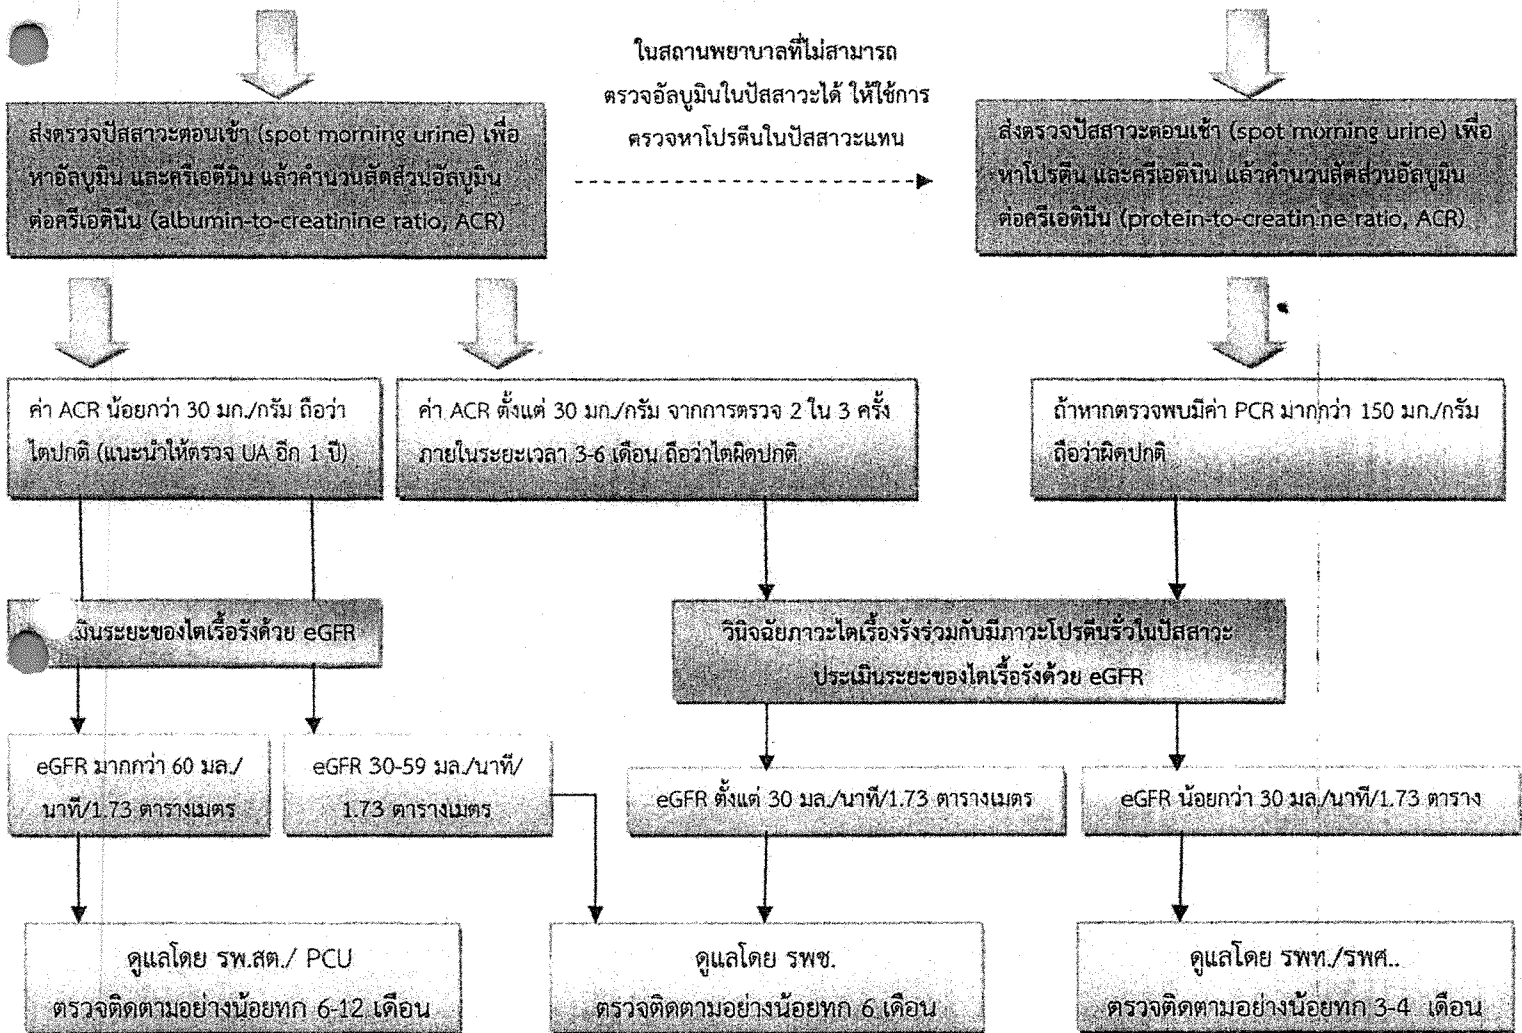 ในสถานพยาบาลที่ไม่สามารถ
ตรวจอัลบูมินในปัสสาวะได้ ให้ใช้การ
ตรวจหาโปรตีนในปัสสาวะแทน
ส่งตรวจปัสสาวะตอนเช้า (spot morning urine) เพื่อ
หาอัลบูมิน และครีเอตินิน แล้วคำนวนสัดส่วนอัลบูมิน
ต่อครีเอตินีน (albumin-to-creatinine ratio, ACR)
ส่งตรวจปัสสาวะตอนเช้า (spot morning urine) เพื่อ
หาโปรตีน และครีเอตินิน แล้วคำนวนสัดส่วนอัลบูมิน
ต่อครีเอตินีน (protein-to-creatinine ratio, ACR)
ค่า ACR น้อยกว่า 30 มก./กรัม ถือว่า
ไตปกติ (แนะนำให้ตรวจ UA อีก 1 ปี)
ค่า ACR ตั้งแต่ 30 มก./กรัม จากการตรวจ 2 ใน 3 ครั้ง
ภายในระยะเวลา 3-6 เดือน ถือว่าไตผิดปกติ
ถ้าหากตรวจพบมีค่า PCR มากกว่า 150 มก./กรัม
ถือว่าผิดปกติ
เมินระยะของไตเรื้อรังด้วย eGFR
วินิจฉัยภาวะไตเรื้องรังร่วมกับมีภาวะโปรตีนรั่วในปัสสาวะ
ประเมินระยะของไตเรื้อรังด้วย eGFR
eGFR มากกว่า 60 มล./
นาที/1.73 ตารางเมตร
eGFR 30-59 มล./นาที/
1.73 ตารางเมตร
eGFR ตั้งแต่ 30 มล./นาที/1.73 ตารางเมตร
eGFR น้อยกว่า 30 มล./นาที/1.73 ตาราง
ดูแลโดย รพ.สต./ PCU
ตรวจติดตามอย่างน้อยทุก 6-12 เดือน
ดูแลโดย รพช.
ตรวจติดตามอย่างน้อยทุก 6 เดือน
ดูแลโดย รพท./รพศ..
ตรวจติดตามอย่างน้อยทุก 3-4 เดือน